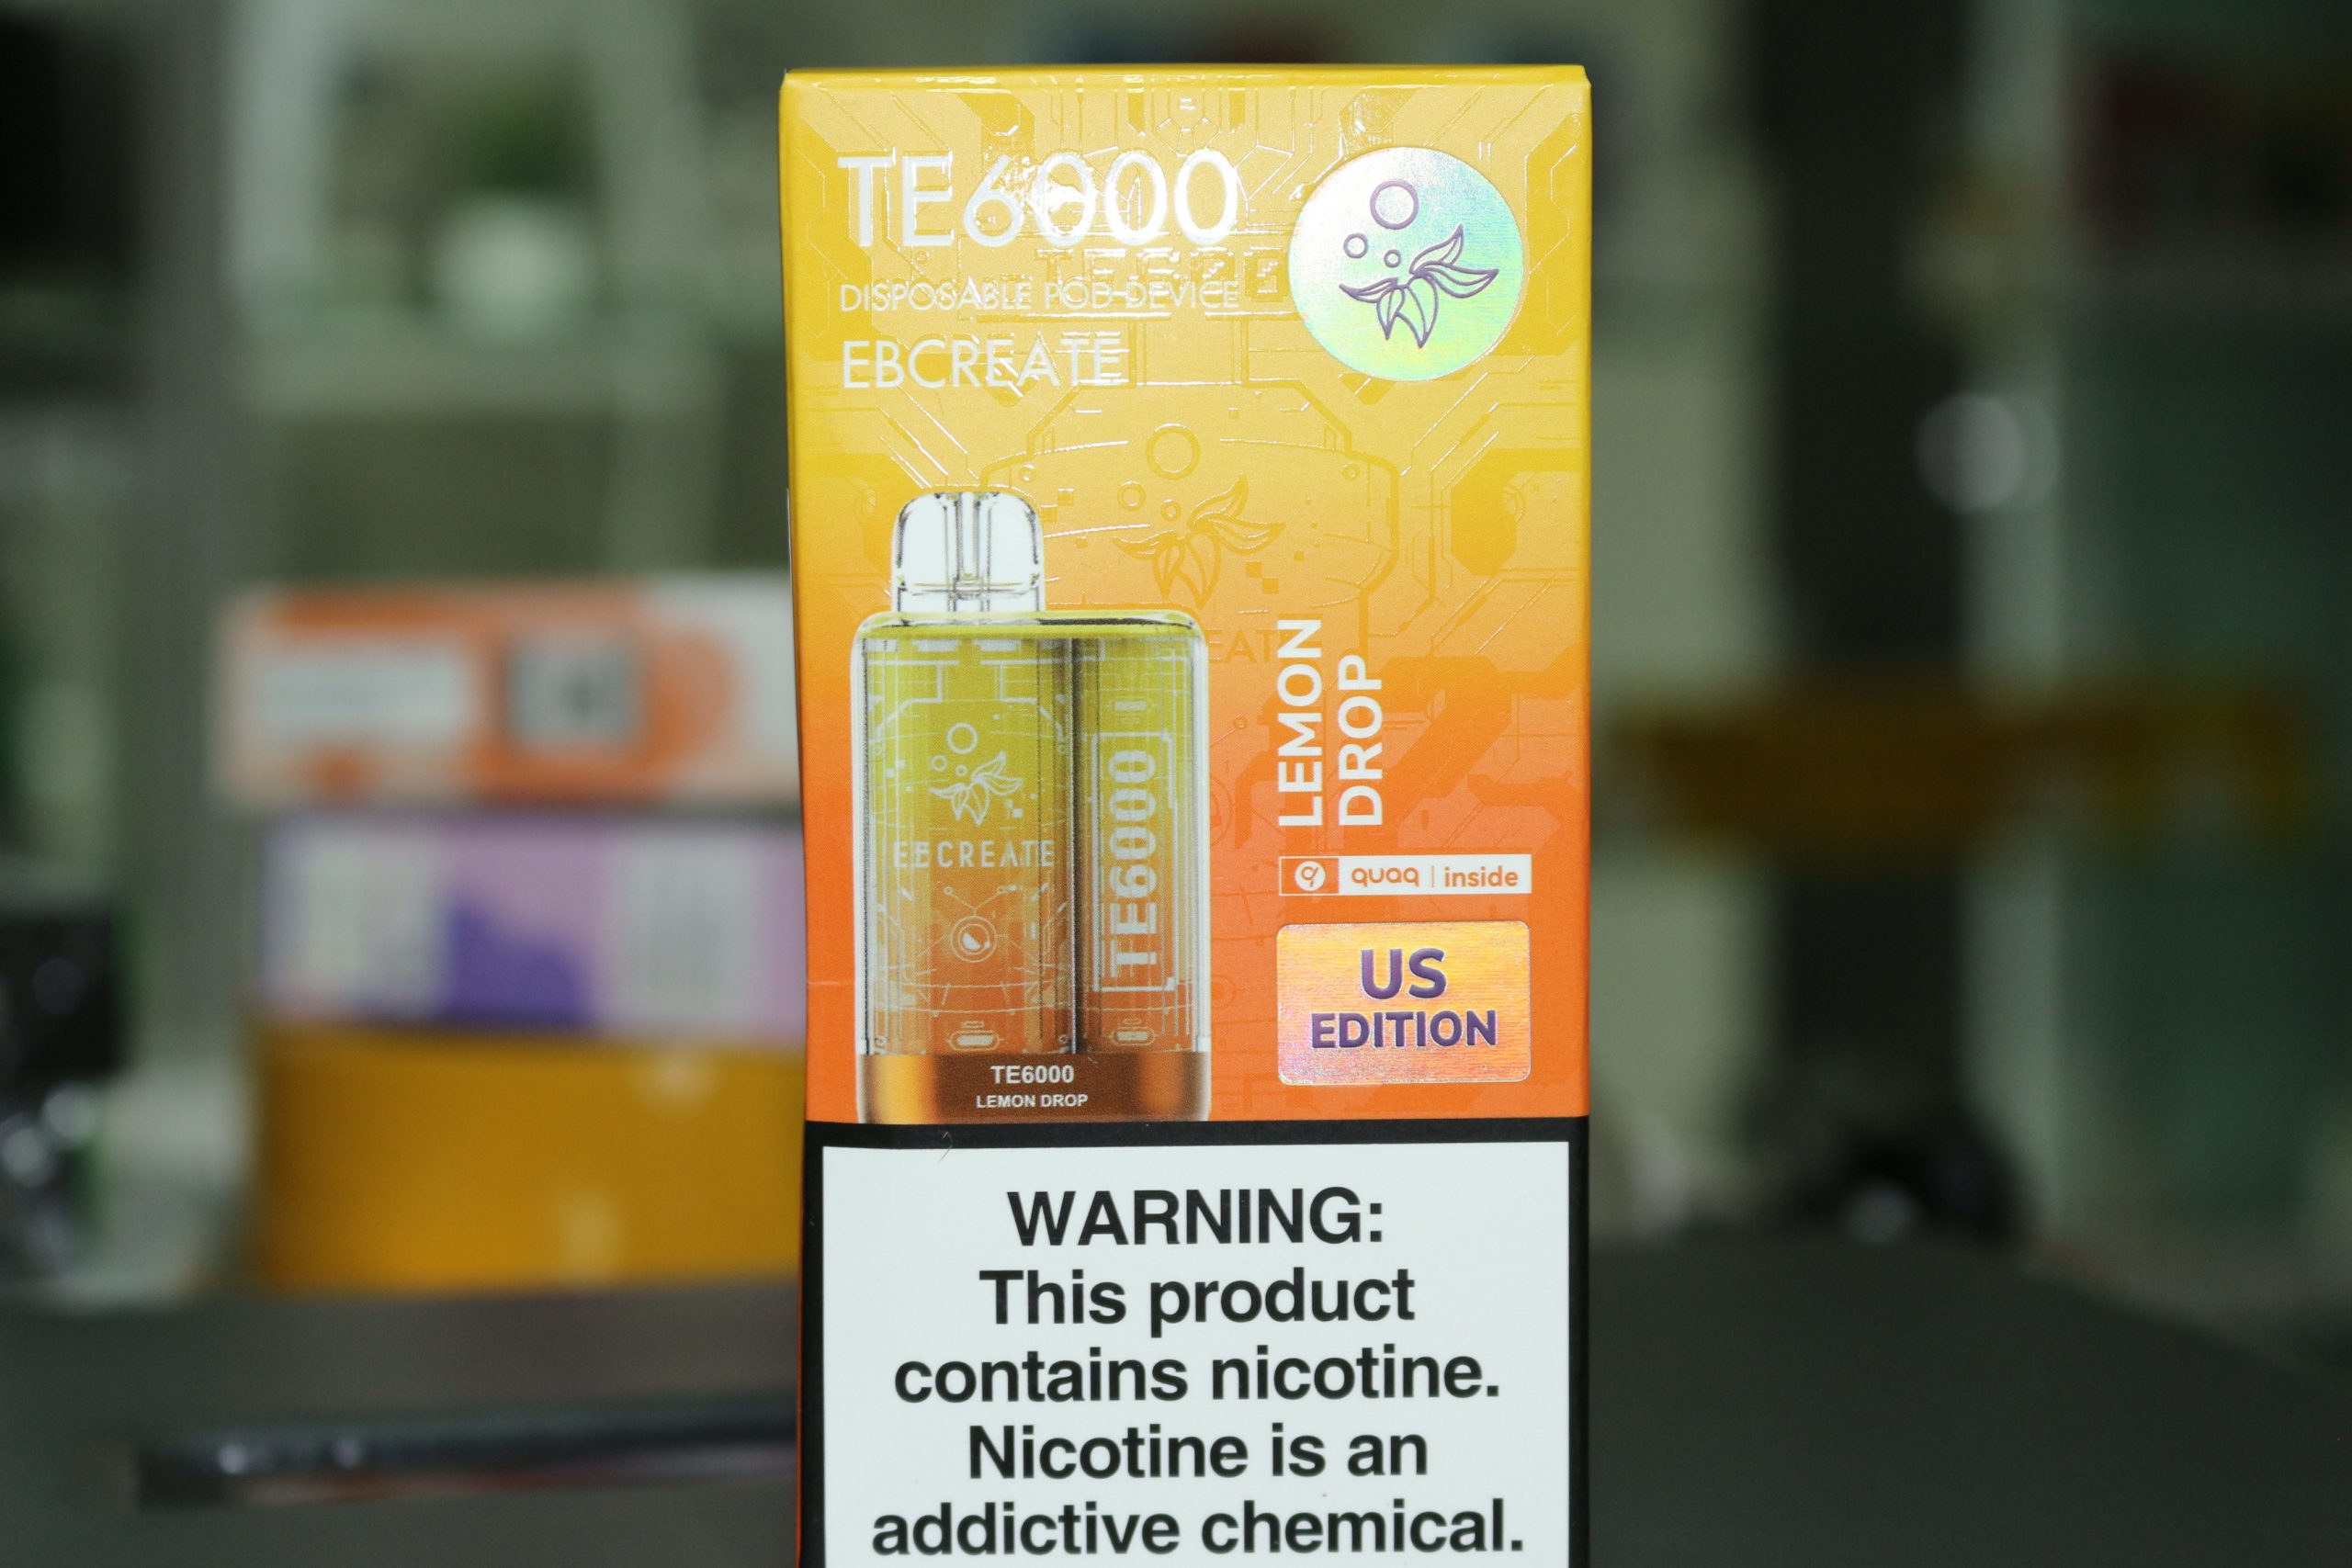 TE6000
DISPOSABLE POD DEVICE
EBCREATE
LEMON
DROP
EBCREATE
TE6000
quaq | inside
US
EDITION
TE6000
LEMON DROP
WARNING:
This product
contains nicotine.
Nicotine is an
addictive chemical.